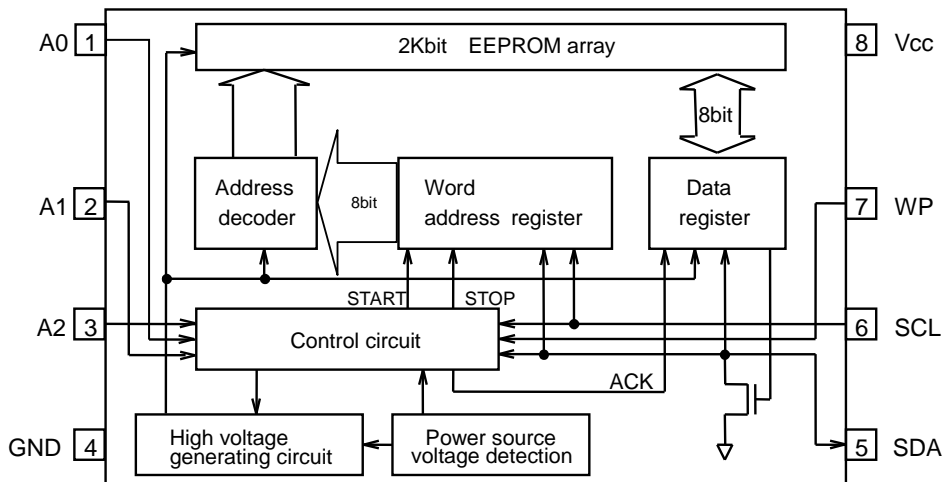 A0 1
2Kbit EEPROM array
8 Vcc
8bit
A1 2
Address
decoder
8bit
Word
address register
Data
register
7 WP
START
STOP
A2 3
Control circuit
6 SCL
ACK
GND 4
High voltage
generating circuit
Power source
voltage detection
5 SDA